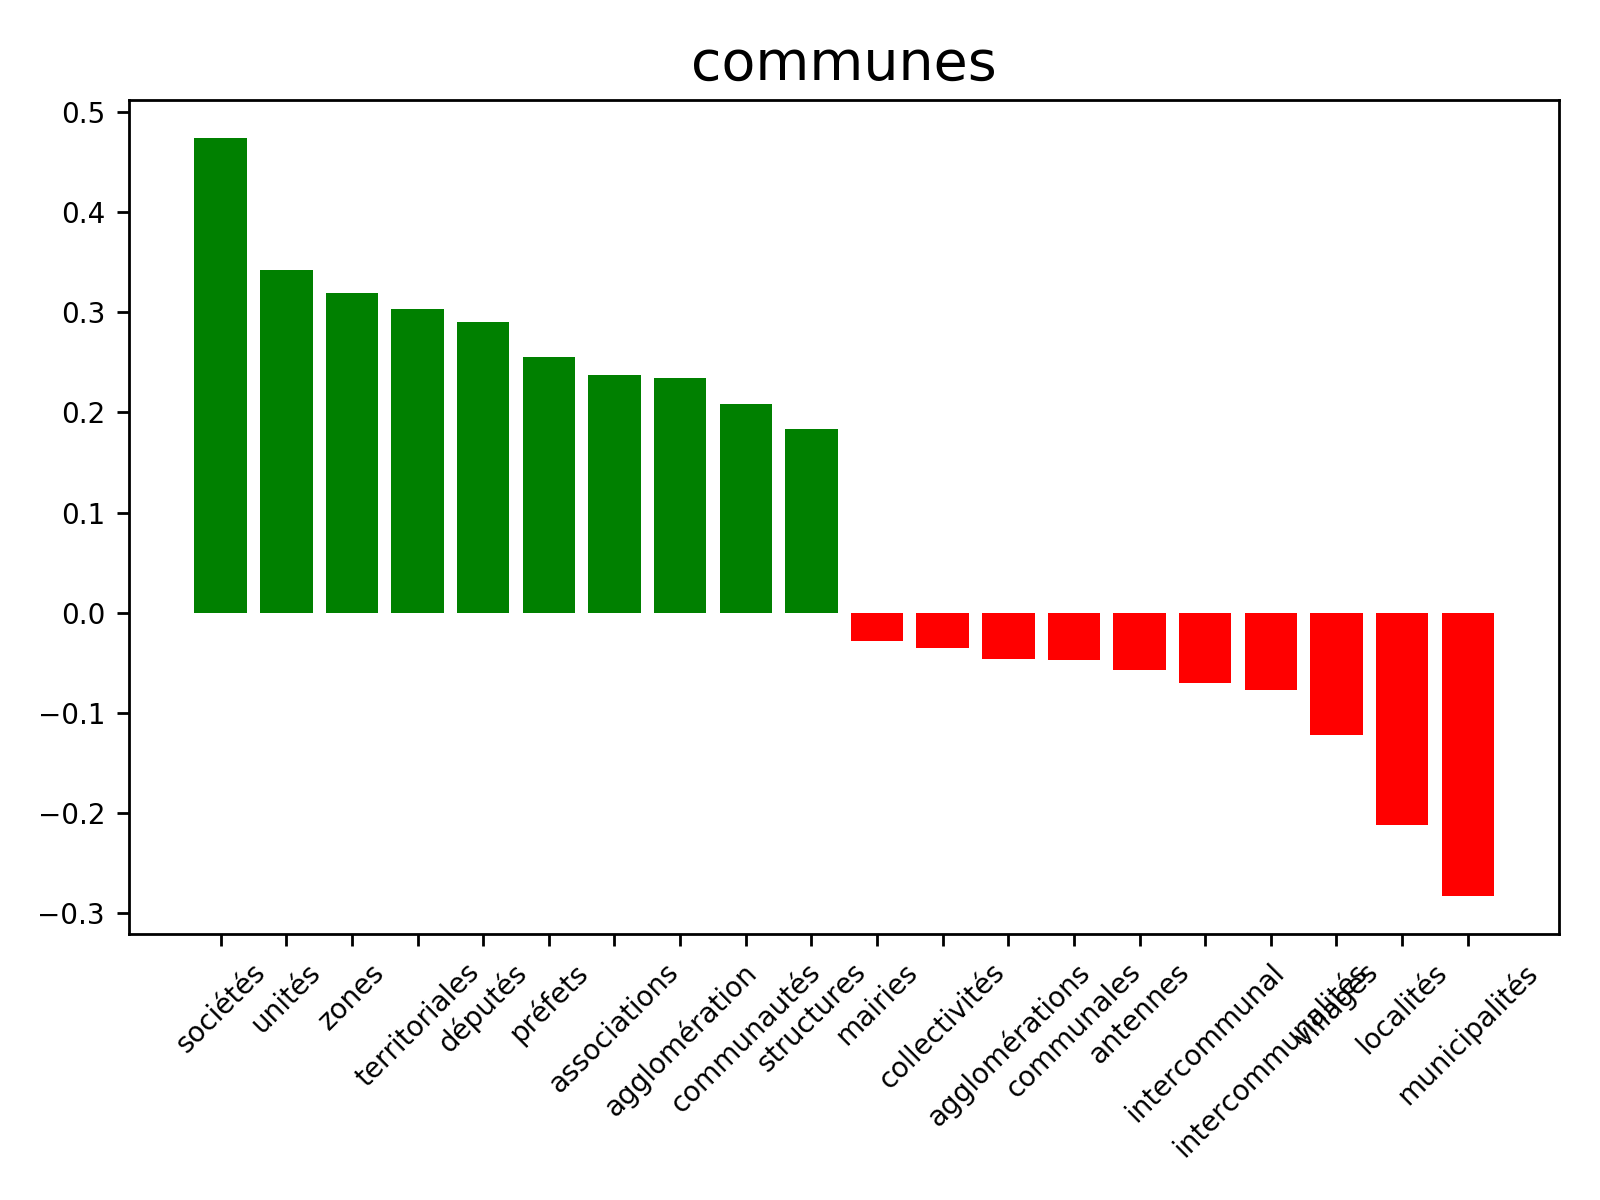 communes
0.5
0.4
0.3
0.2
0.1
0.0
−0.1
−0.2
−0.3
sociétés
unités
zones
territoriales
députés
préfets
associations
agglomération
communautés
structures
mairies
collectivités
agglomérations
communales
antennes
intercommunal
intercommunalités
villages
localités
municipalités